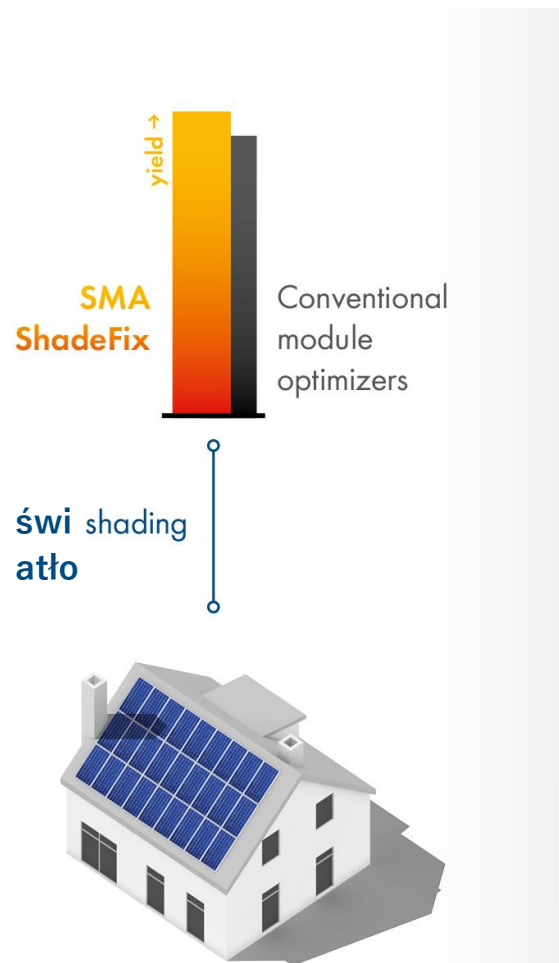 yield →
SMA
ShadeFix
Conventional
module
optimizers
świ shading
atło